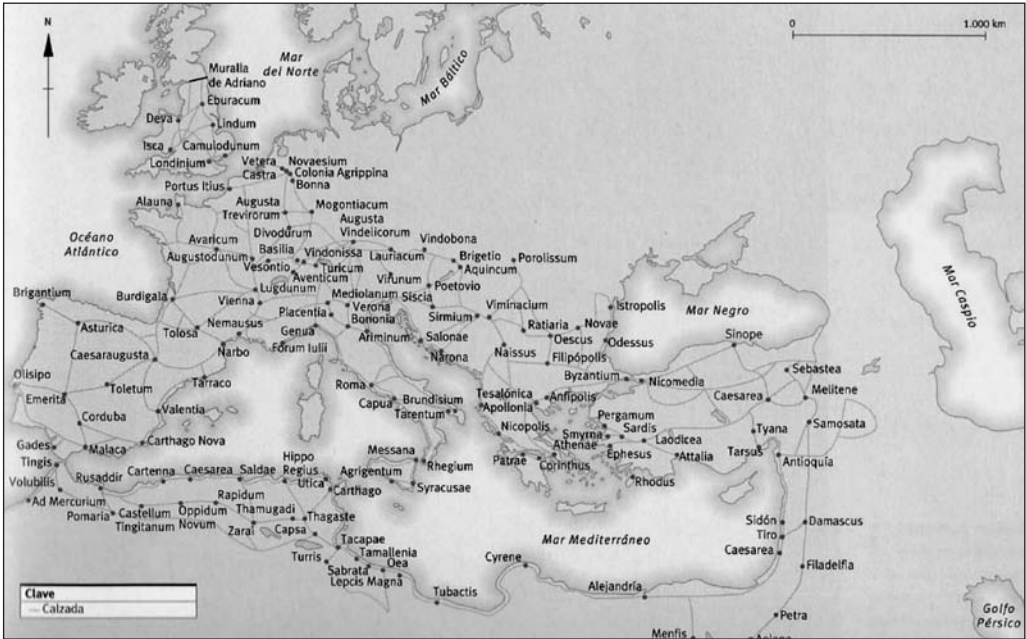 N
0
1.000 km
Mar
del Norte
Mar Báltico
Muralla
de Adriano
Eburacum
Deva
Lindum
Isca
Camulodunum
Londinium
Vetera
Castra
Novaesium
Colonia Agrippina
Bonna
Portus Itius
Alauna
Augusta
Trevirorum
Mogontiacum
Augusta
Vindelicorum
Divodurum
Océano
Atlántico
Avaricum
Augustodunum
Basilia
Vindonissa
Vesontio
Turicum
Aventicum
Lauriacum
Vindobona
Brigetio
Aquincum
Porolissum
Virunum
Poetovio
Lugdunum
Vienna
Mediolanum
Verona
Siscia
Brigantium
Burdigala
Placentia
Bononia
Sirmium
Viminacium
Istropolis
Mar Negro
Mar Caspio
Asturica
Tolosa
Nemausus
Genua
Ariminum
Salonae
Ratiaria
Novae
Oescus
Odessus
Sinope
Forum Iulii
Narona
Naissus
Filipópolis
Caesaraugusta
Narbo
Byzantium
Nicomedia
Sebastea
Olisipo
Toletum
Tarraco
Roma
Emerita
Capua
Brundisium
Tarentum
Tesalónica
Apollonia
Anfípolis
Caesarea
Melitene
Corduba
Valentia
Nicopolis
Pergamum
Sardis
Samosata
Gades
Malaca
Carthago Nova
Smyrna
Athenae
Laodicea
Tyana
Messana
Ephesus
Attalia
Tarsus
Antioquía
Tingis
Rusaddir
Cartenna
Caesarea
Saldae
Hippo
Regius
Utica
Agrigentum
Rhegium
Patrae
Corinthus
Volubilis
Carthago
Syracusae
Rhodus
Ad Mercurium
Pomaria
Castellum
Tingitanum
Oppidum
Novum
Rapidum
Thamugadi
Zarai
Capsa
Thagaste
Sidón
Damascus
Tiro
Mar Mediterráneo
Tacapae
Turris
Tamallenia
Sabrata
Oea
Lepcis Magna
Cyrene
Caesarea
Filadelfia
Tubactis
Alejandría
Clave
Calzada
Petra
Golfo
Pérsico
Menfis